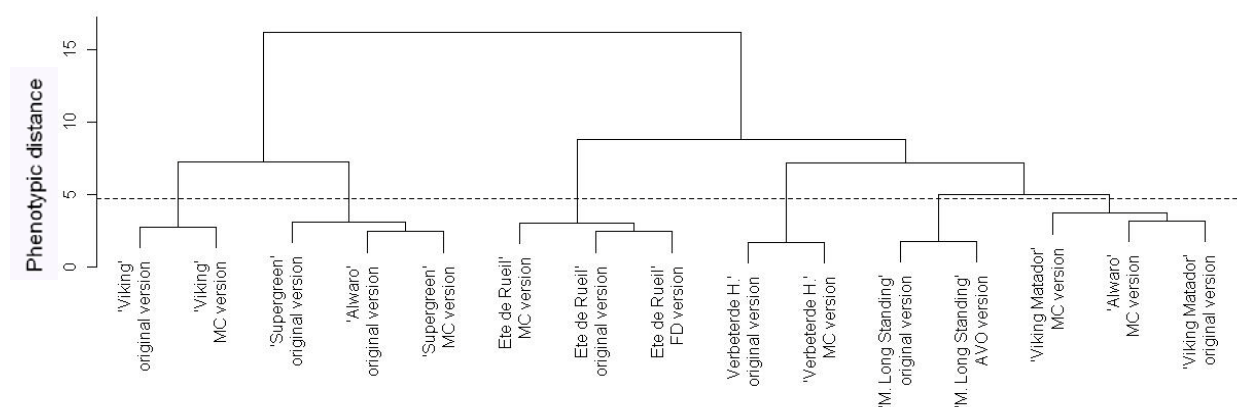 Phenotypic distance
15
10
5
0
'Viking'
original version
'Viking'
MC version
'Supergreen'
original version
'Alwaro'
original version
'Supergreen'
MC version
Ete de Rueil'
MC version
Ete de Rueil'
original version
Ete de Rueil'
FD version
Verbeterde H.'
original version
'Verbeterde H.'
MC version
'M. Long Standing'
original version
'M. Long Standing'
AVO version
'Viking Matador'
MC version
'Alwaro'
MC version
'Viking Matador'
original version